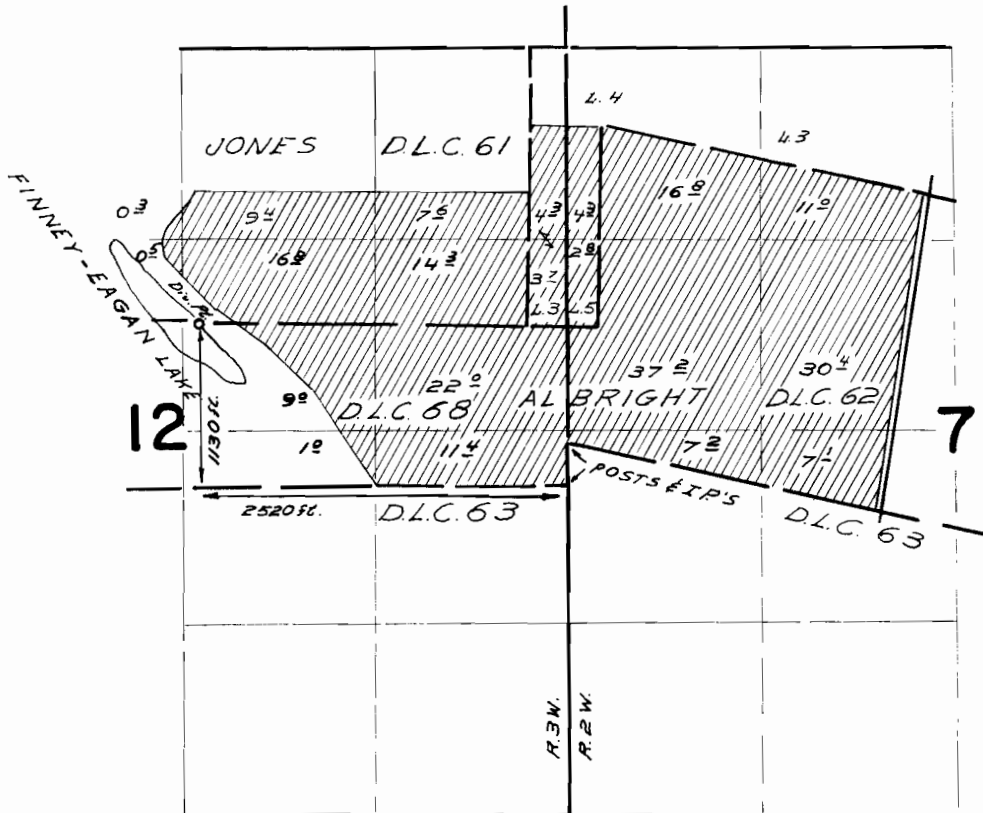 L.4
L.3
JONES D.L.C. 61
FINNEY - EAGAN LAKE
0 3
0 5
9 4
7 6
4 3
4 3
16 8
11 0
16 8
14 3
3 7
2 8
L.3
L.5
Div. Pt.
22 0
37 2
30 4
9 0
D.L.C. 68
ALBRIGHT
D.L.C. 62
12
7
1130 ft.
1 0
11 4
7 2
7 1
POSTS & I.P.'S
2520 ft.
D.L.C. 63
D.L.C. 63
R.3W.
R.2W.